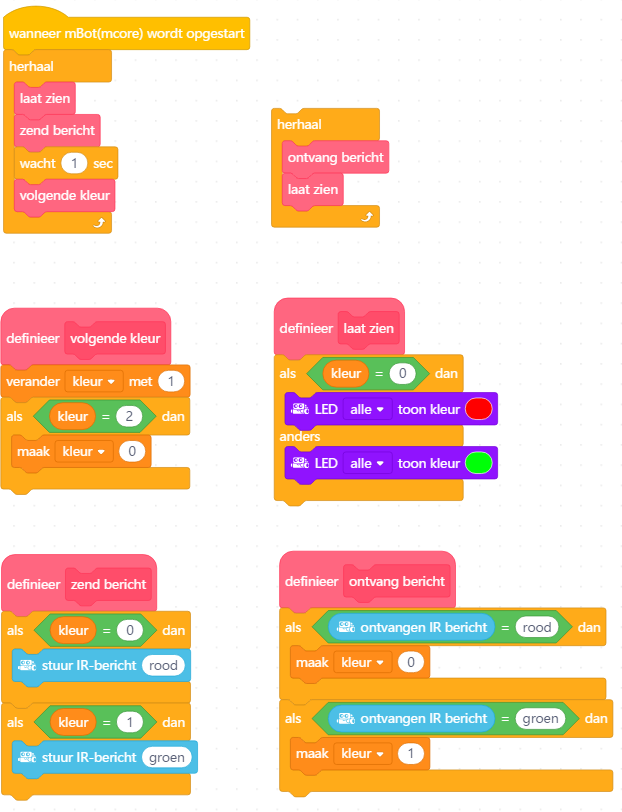 wanneer mBot(mcore) wordt opgestart
herhaal
laat zien
zend bericht
wacht 1 sec
volgende kleur
herhaal
ontvang bericht
laat zien
definieer volgende kleur
verander kleur met 1
als kleur = 2 dan
maak kleur 0
definieer laat zien
als kleur = 0 dan
LED alle toon kleur
anders
LED alle toon kleur
definieer zend bericht
als kleur = 0 dan
stuur IR-bericht rood
als kleur = 1 dan
stuur IR-bericht groen
definieer ontvang bericht
als ontvangen IR bericht = rood dan
maak kleur 0
als ontvangen IR bericht = groen dan
maak kleur 1